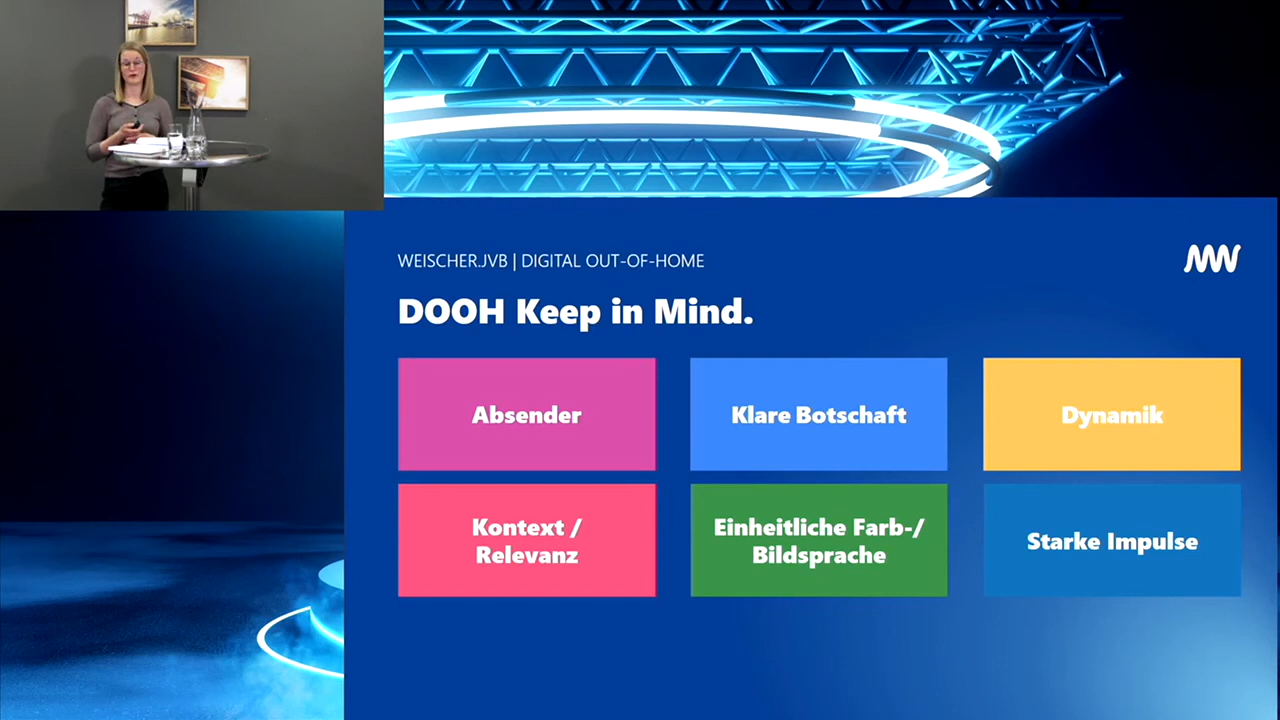 WEISCHER.JVB | DIGITAL OUT-OF-HOME
DOOH Keep in Mind.
Absender
Klare Botschaft
Dynamik
Kontext /
Relevanz
Einheitliche Farb-/
Bildsprache
Starke Impulse